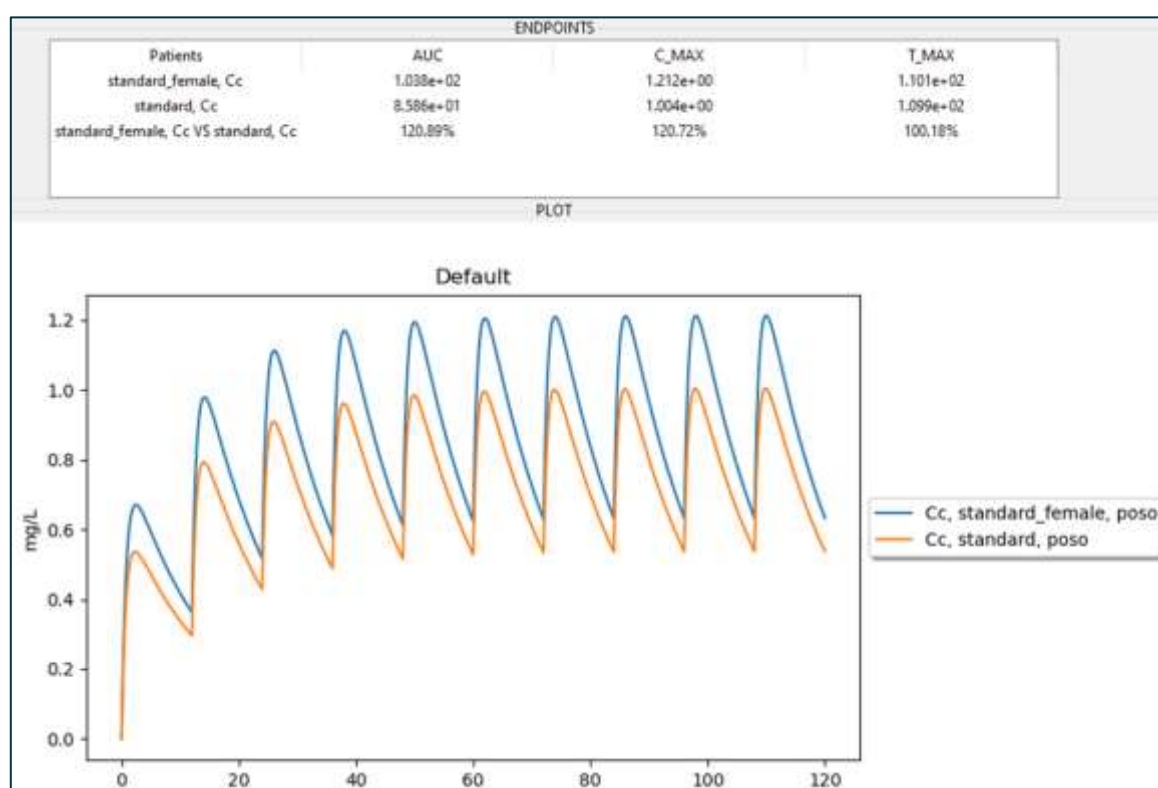 ENDPOINTS
Patients AUC C_MAX T_MAX
standard_female, Cc 1.038e+02 1.212e+00 1.101e+02
standard, Cc 8.586e+01 1.004e+00 1.099e+02
standard_female, Cc VS standard, Cc 120.89% 120.72% 100.18%
PLOT
Default
1.2
1.0
0.8
0.6
0.4
0.2
0.0
mg/L
0 20 40 60 80 100 120
Cc, standard_female, poso
Cc, standard, poso